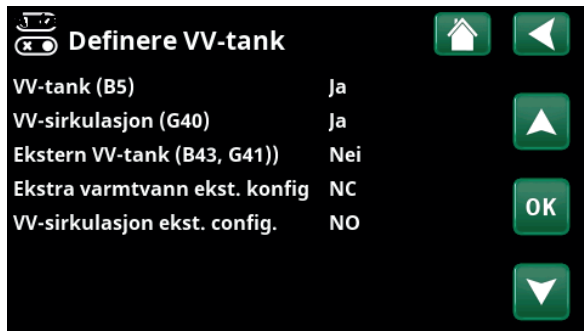 Definere VV-tank
VV-tank (B5) Ja
VV-sirkulasjon (G40) Ja
Ekstern VV-tank (B43, G41)) Nei
Ekstra varmtvann ekst. konfig NC
VV-sirkulasjon ekst. config. NO
OK